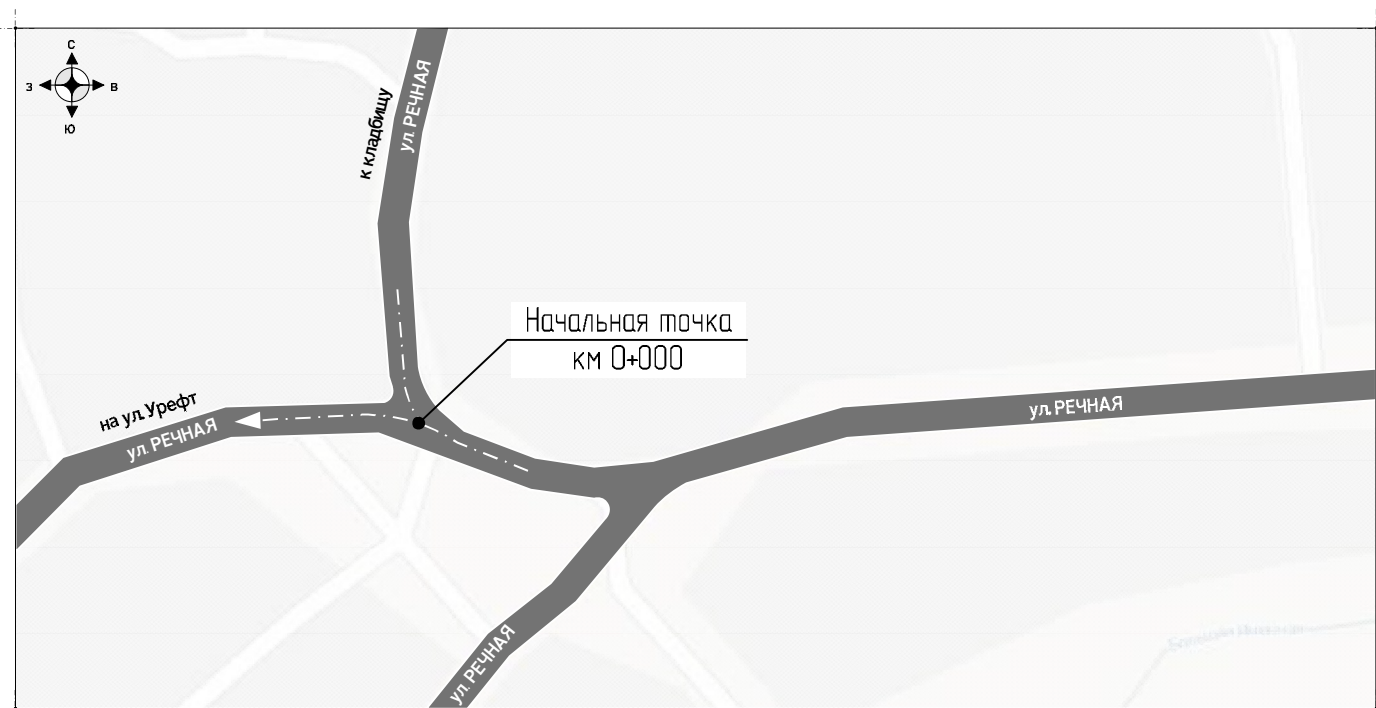 С
З
В
Ю
ул. РЕЧНАЯ
к кладбищу
Начальная точка
км 0+000
на ул. Урефт
ул. РЕЧНАЯ
ул. РЕЧНАЯ
ул. РЕЧНАЯ